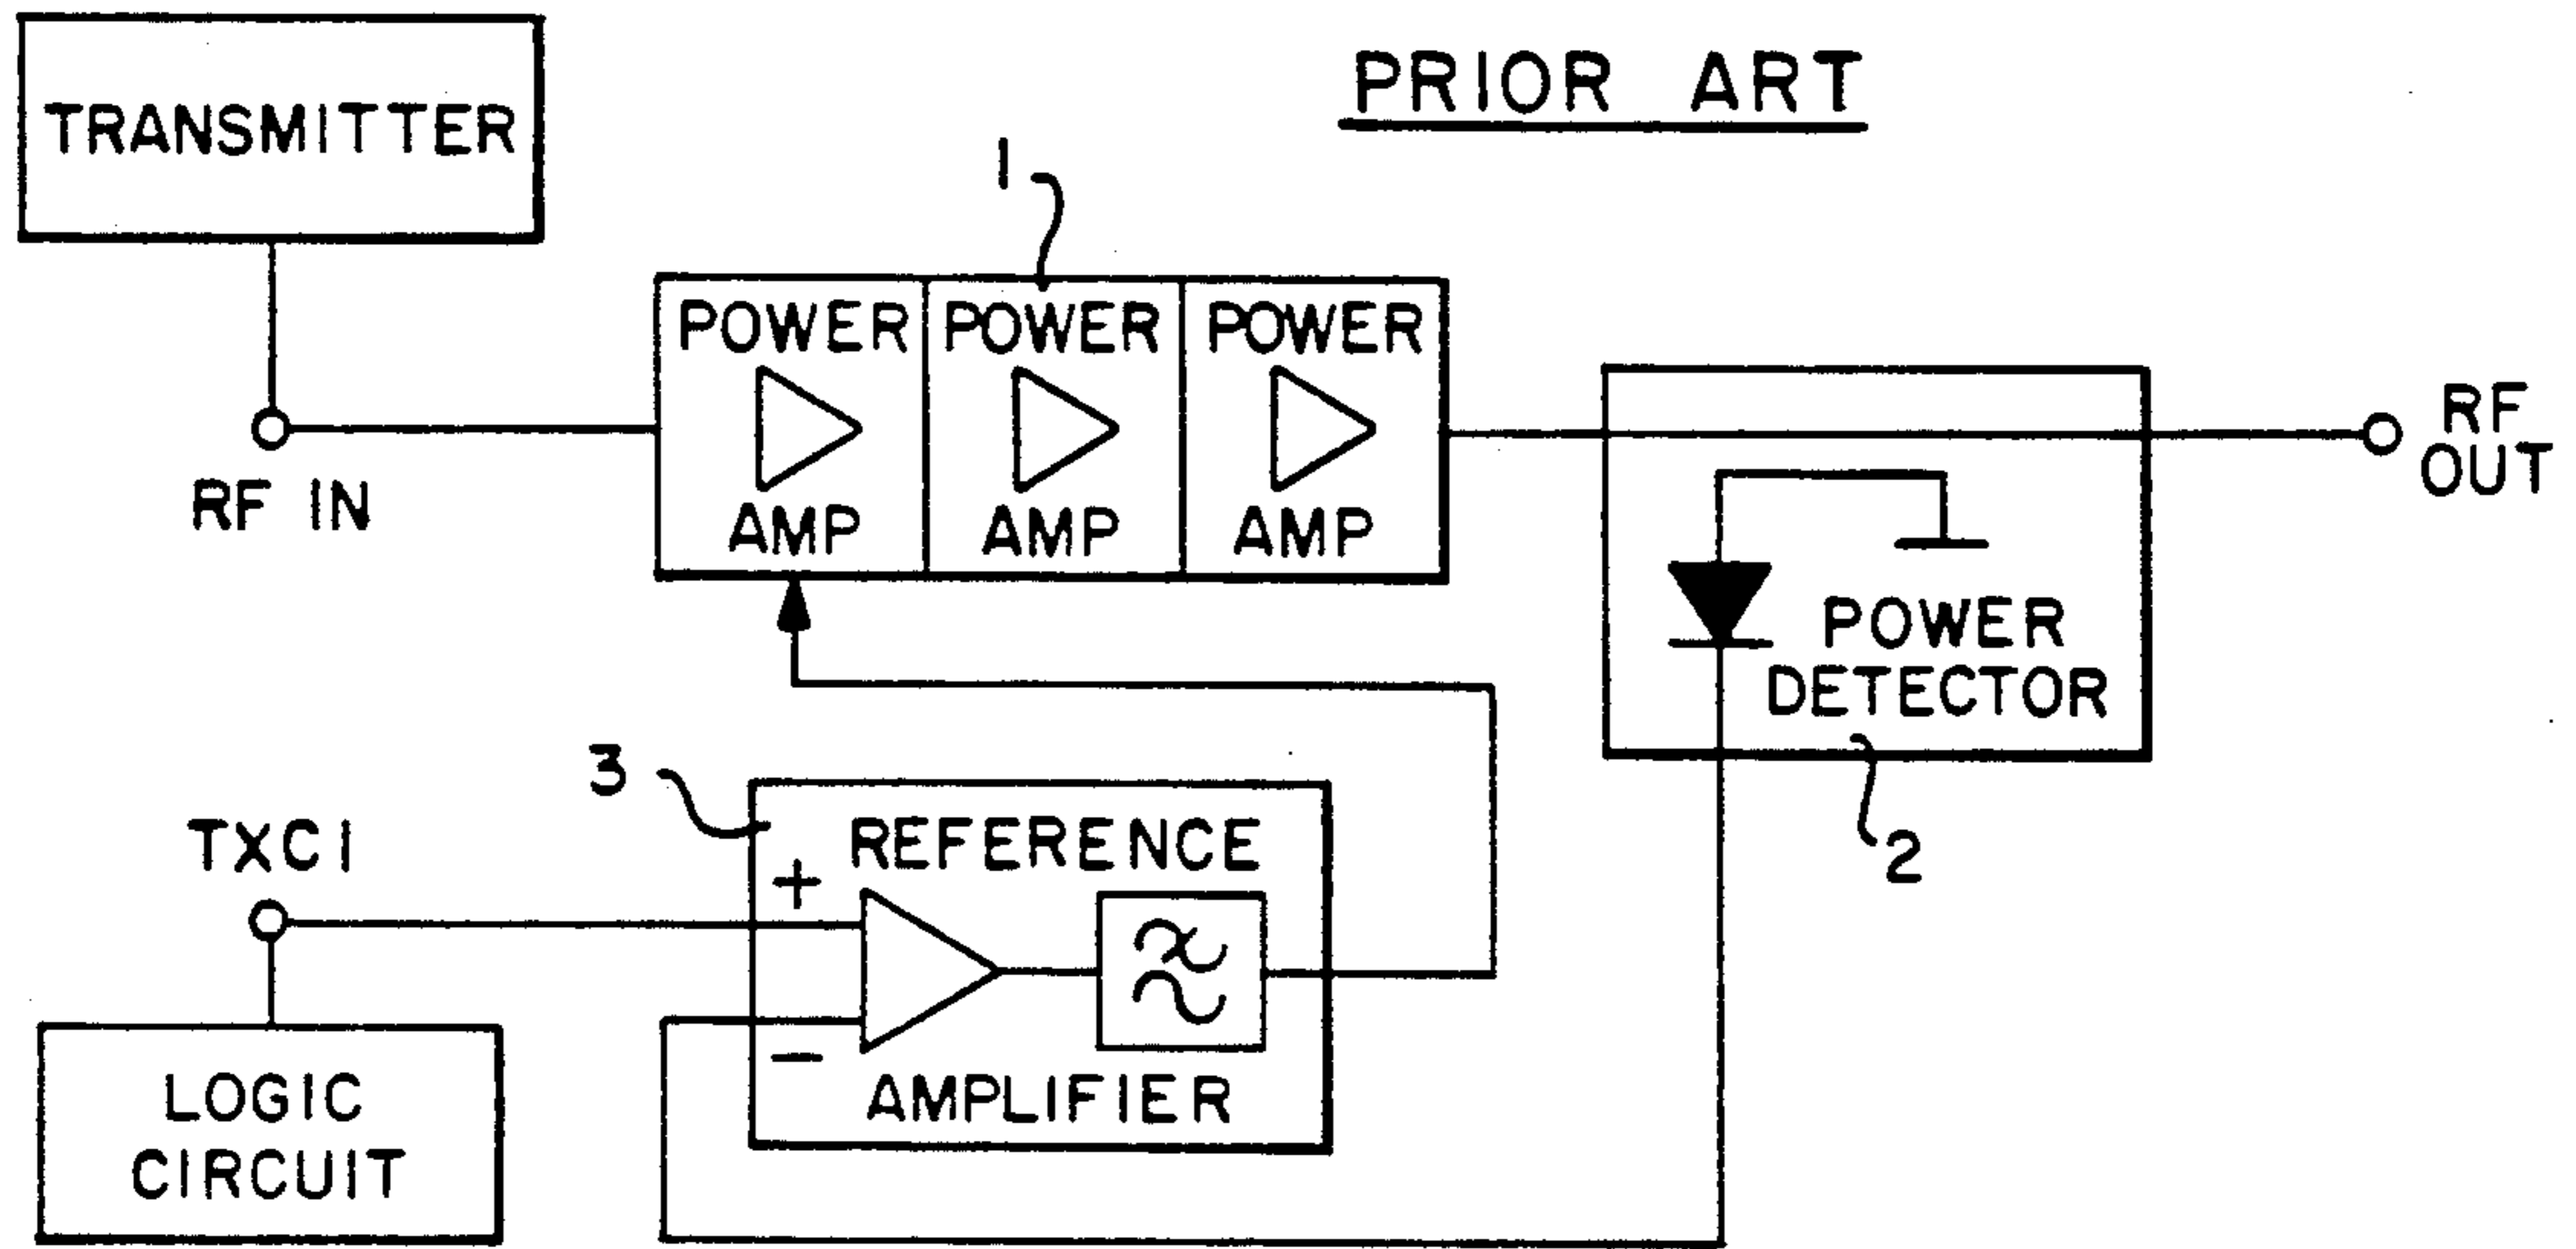 TRANSMITTER
PRIOR ART
1
POWER POWER POWER
AMP AMP AMP
RF IN
RF
OUT
POWER
DETECTOR
2
3
TXC1
REFERENCE
+
−
AMPLIFIER
LOGIC
CIRCUIT